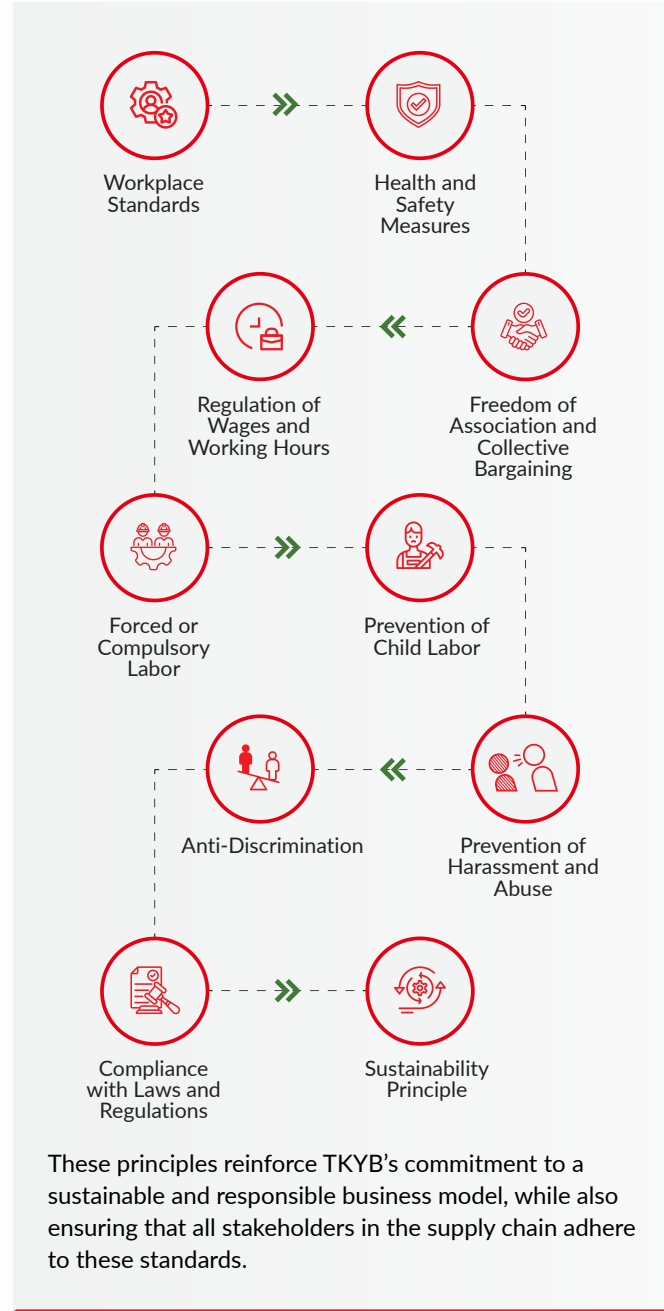 Workplace
Standards
Health and
Safety
Measures
Freedom of
Association and
Collective
Bargaining
Regulation of
Wages and
Working Hours
Forced or
Compulsory
Labor
Prevention of
Child Labor
Prevention of
Harassment and
Abuse
Anti-Discrimination
Compliance
with Laws and
Regulations
Sustainability
Principle
These principles reinforce TKYB’s commitment to a
sustainable and responsible business model, while also
ensuring that all stakeholders in the supply chain adhere
to these standards.